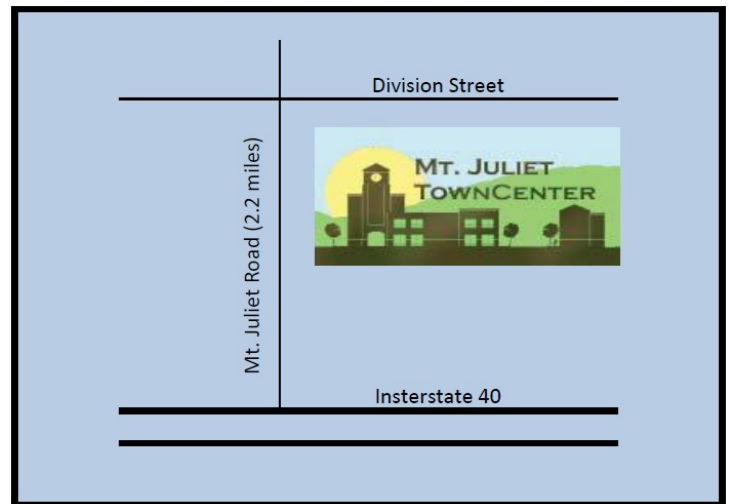 Division Street
MT. JULIET
TOWNCENTER
Mt. Juliet Road (2.2 miles)
Insterstate 40